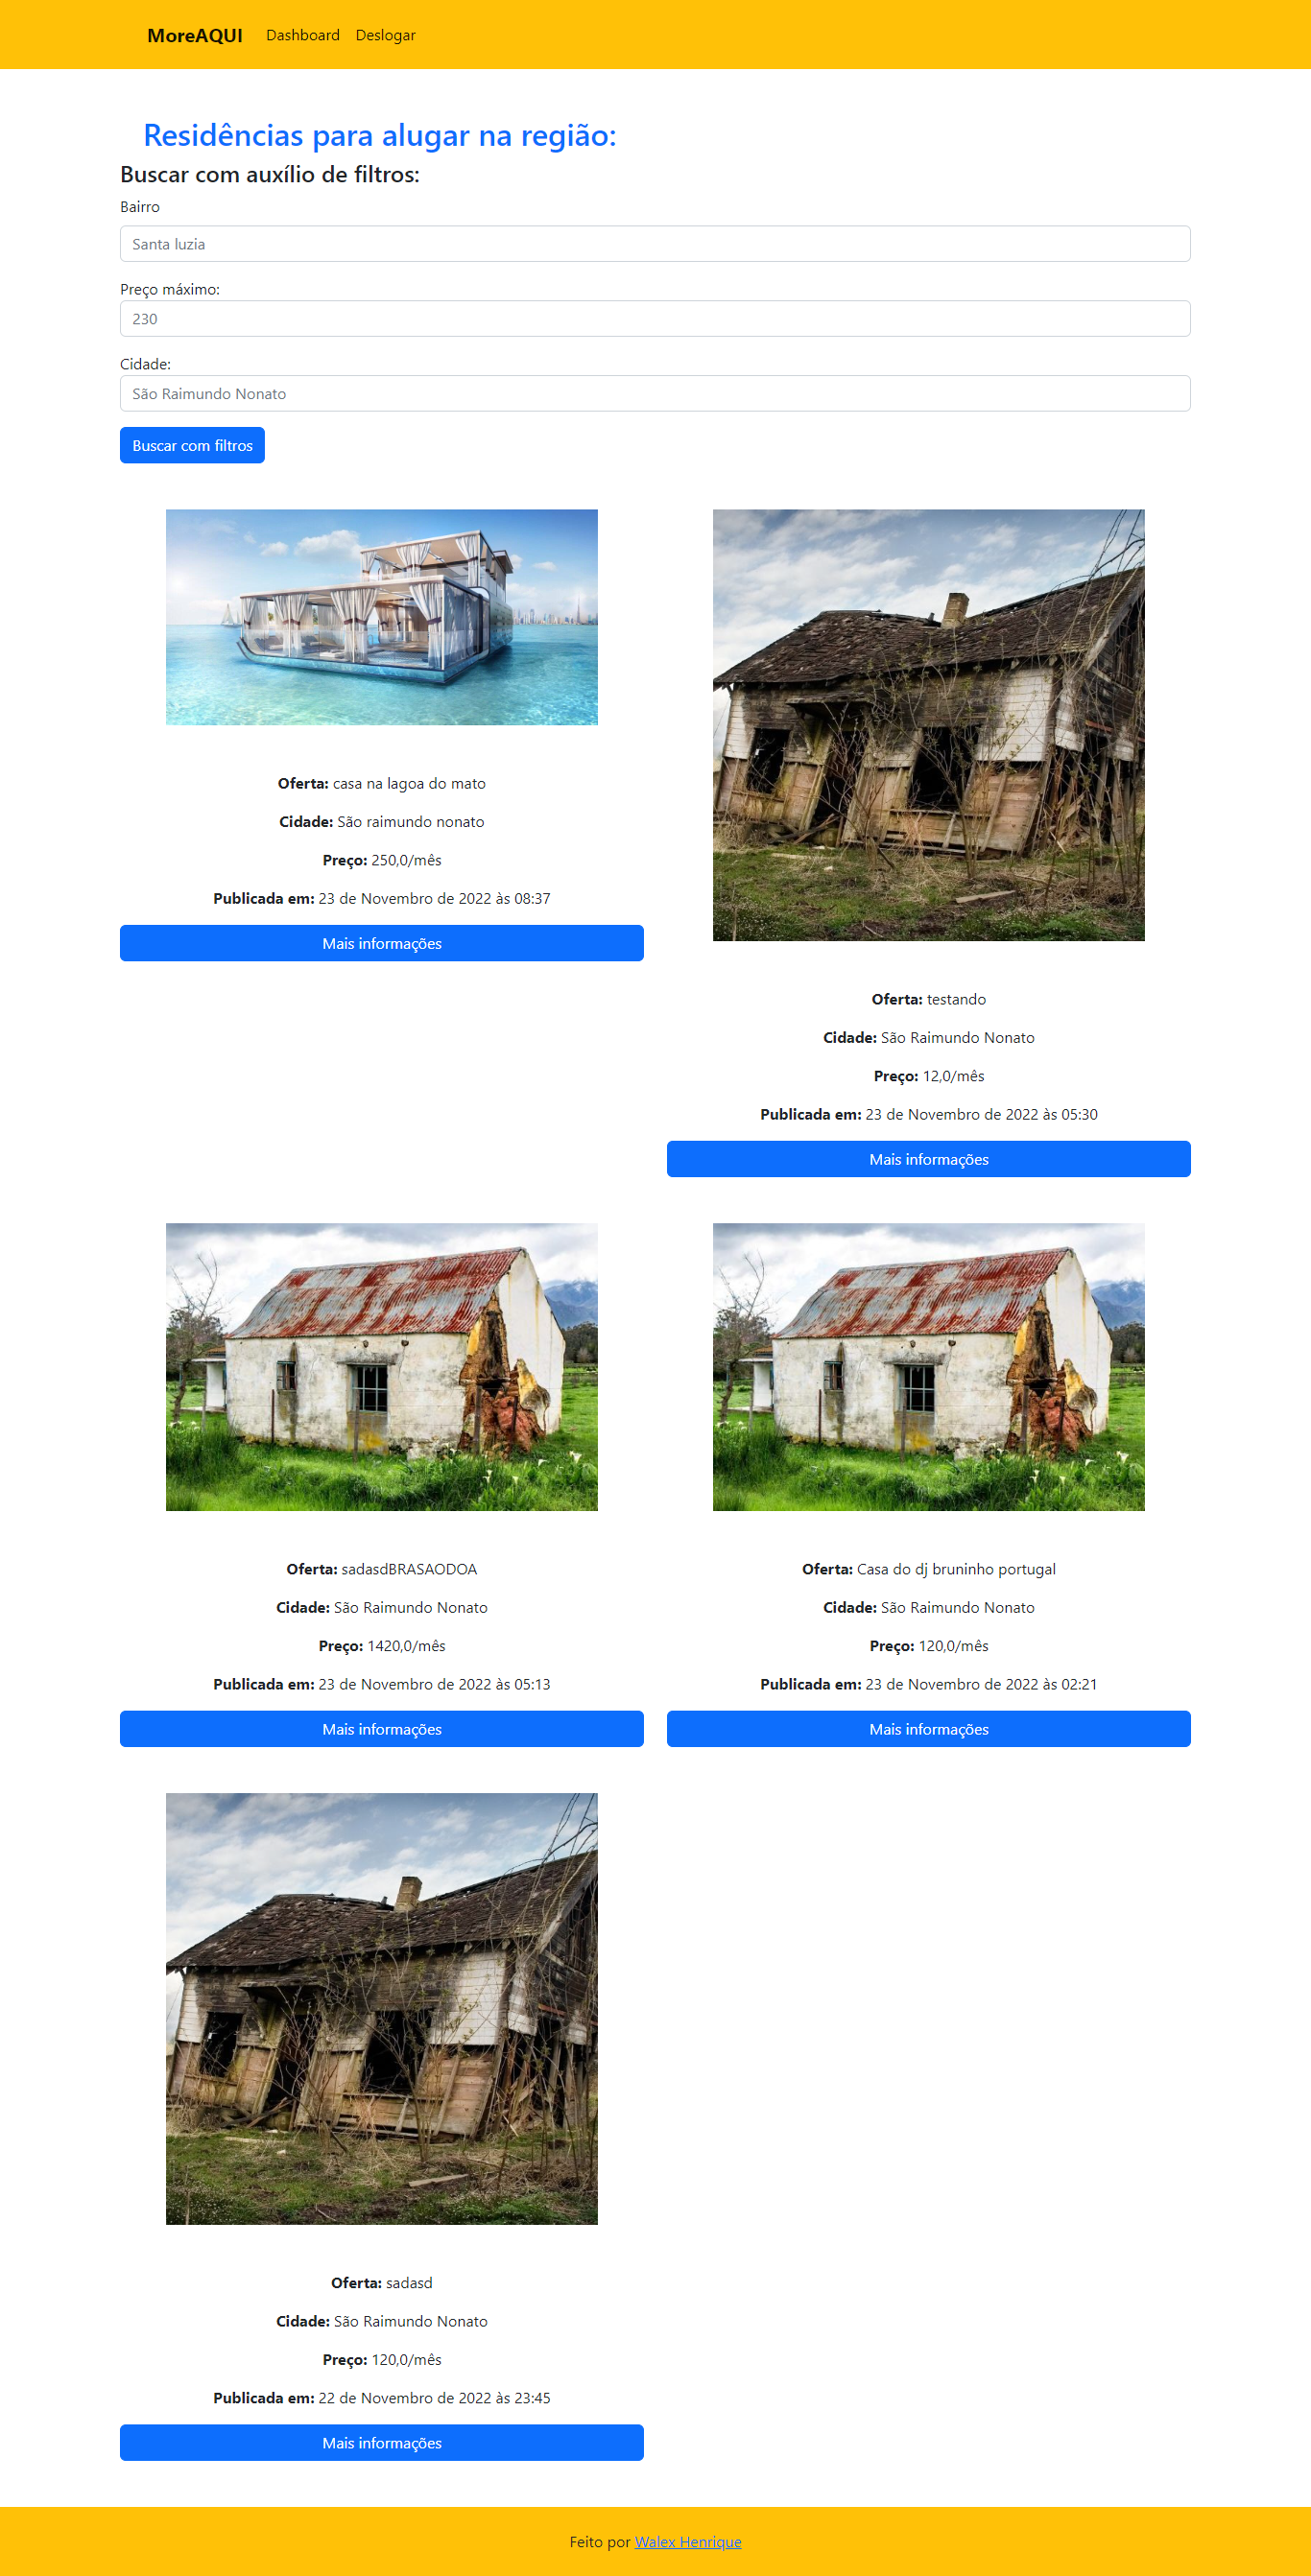 MoreAQUI Dashboard Deslogar
Residências para alugar na região:
Buscar com auxílio de filtros:
Bairro
Santa luzia
Preço máximo:
230
Cidade:
São Raimundo Nonato
Buscar com filtros
Oferta: casa na lagoa do mato
Cidade: São raimundo nonato
Preço: 250,0/mês
Publicada em: 23 de Novembro de 2022 às 08:37
Mais informações
Oferta: testando
Cidade: São Raimundo Nonato
Preço: 12,0/mês
Publicada em: 23 de Novembro de 2022 às 05:30
Mais informações
Oferta: sadasdBRASAODOA
Cidade: São Raimundo Nonato
Preço: 1420,0/mês
Publicada em: 23 de Novembro de 2022 às 05:13
Mais informações
Oferta: Casa do dj bruninho portugal
Cidade: São Raimundo Nonato
Preço: 120,0/mês
Publicada em: 23 de Novembro de 2022 às 02:21
Mais informações
Oferta: sadasd
Cidade: São Raimundo Nonato
Preço: 120,0/mês
Publicada em: 22 de Novembro de 2022 às 23:45
Mais informações
Feito por Walex Henrique